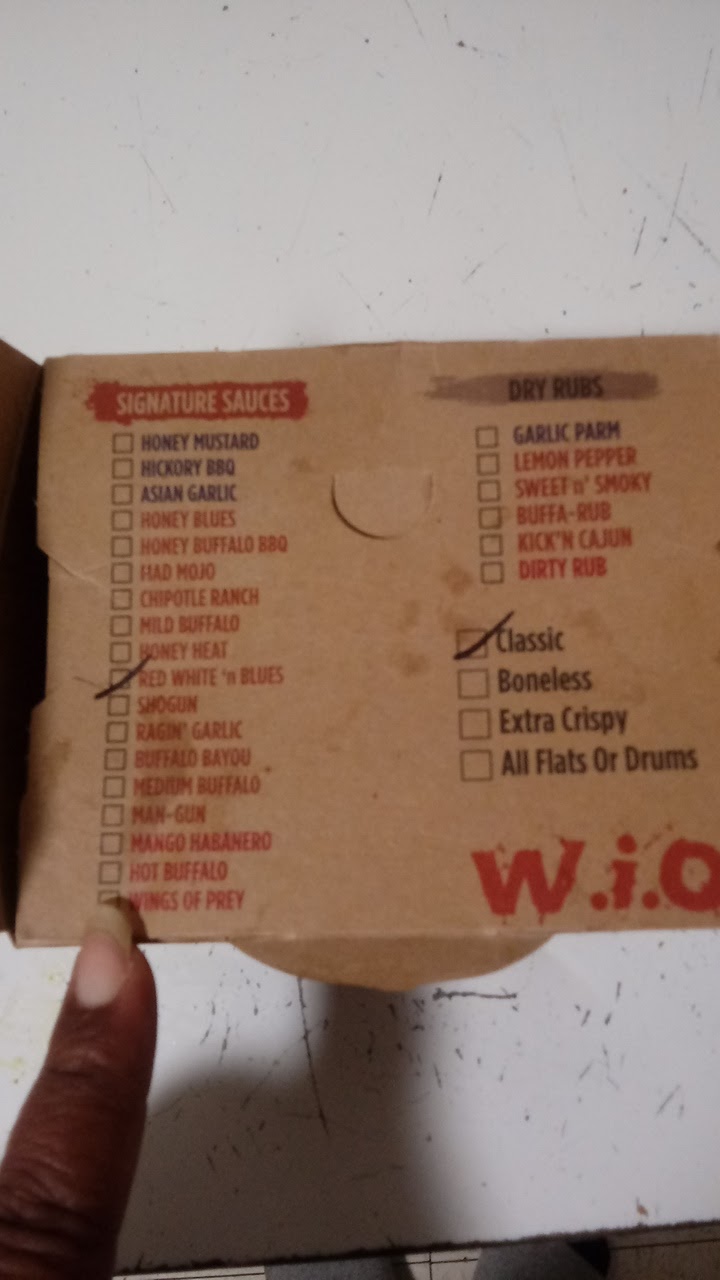 SIGNATURE SAUCES
HONEY MUSTARD
HICKORY BBQ
ASIAN GARLIC
HONEY BLUES
HONEY BUFFALO BBQ
MAD MOJO
CHIPOTLE RANCH
MILD BUFFALO
HONEY HEAT
RED WHITE 'n BLUES
SHOGUN
RAGIN' GARLIC
BUFFALO BAYOU
MEDIUM BUFFALO
MAN-GUN
MANGO HABANERO
HOT BUFFALO
WINGS OF PREY
DRY RUBS
GARLIC PARM
LEMON PEPPER
SWEET n' SMOKY
BUFFA-RUB
KICK'N CAJUN
DIRTY RUB
Classic
Boneless
Extra Crispy
All Flats Or Drums
W.i.Q